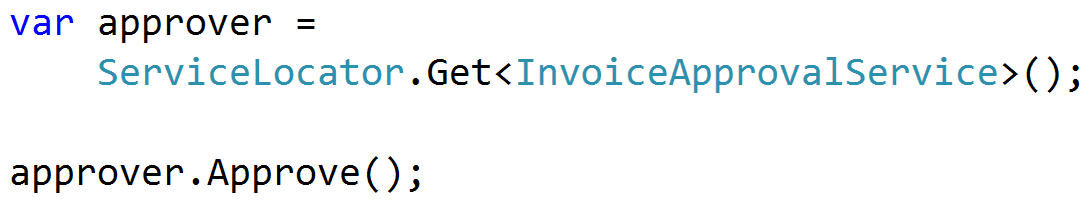 var approver =
    ServiceLocator.Get<InvoiceApprovalService>();
approver.Approve();